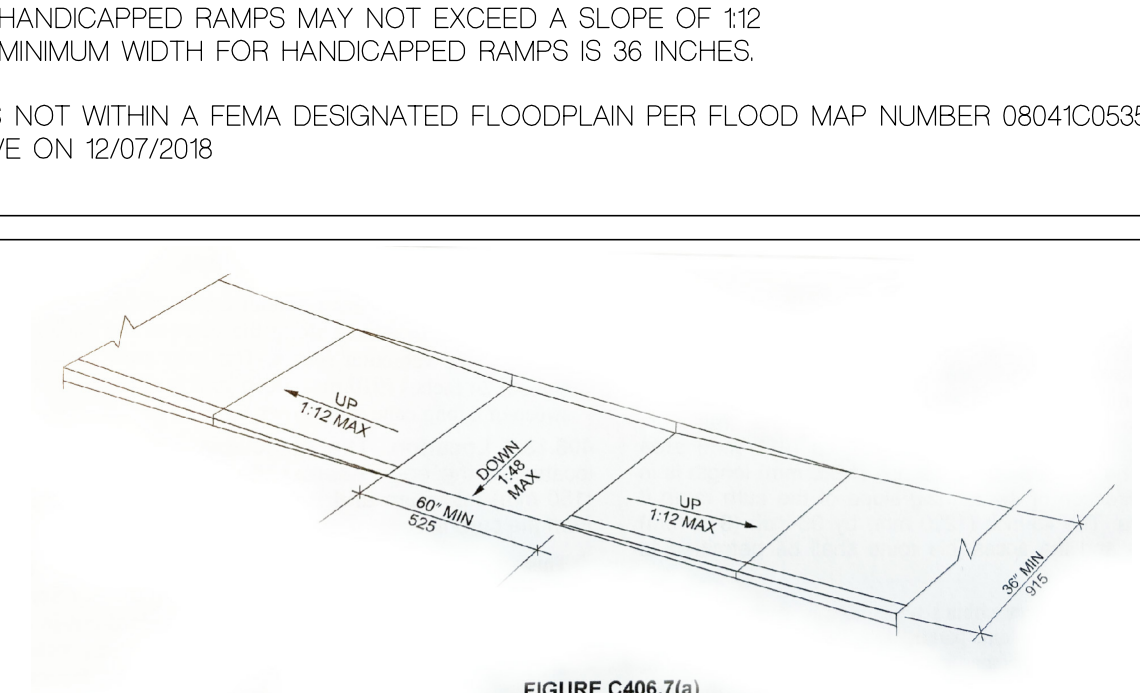 HANDICAPPED RAMPS MAY NOT EXCEED A SLOPE OF 1:12
MINIMUM WIDTH FOR HANDICAPPED RAMPS IS 36 INCHES.
NOT WITHIN A FEMA DESIGNATED FLOODPLAIN PER FLOOD MAP NUMBER 08041C0535
ON 12/07/2018
UP
1:12 MAX
DOWN
1:48
MAX
60" MIN
525
UP
1:12 MAX
36" MIN
915
FIGURE C406.7(a)